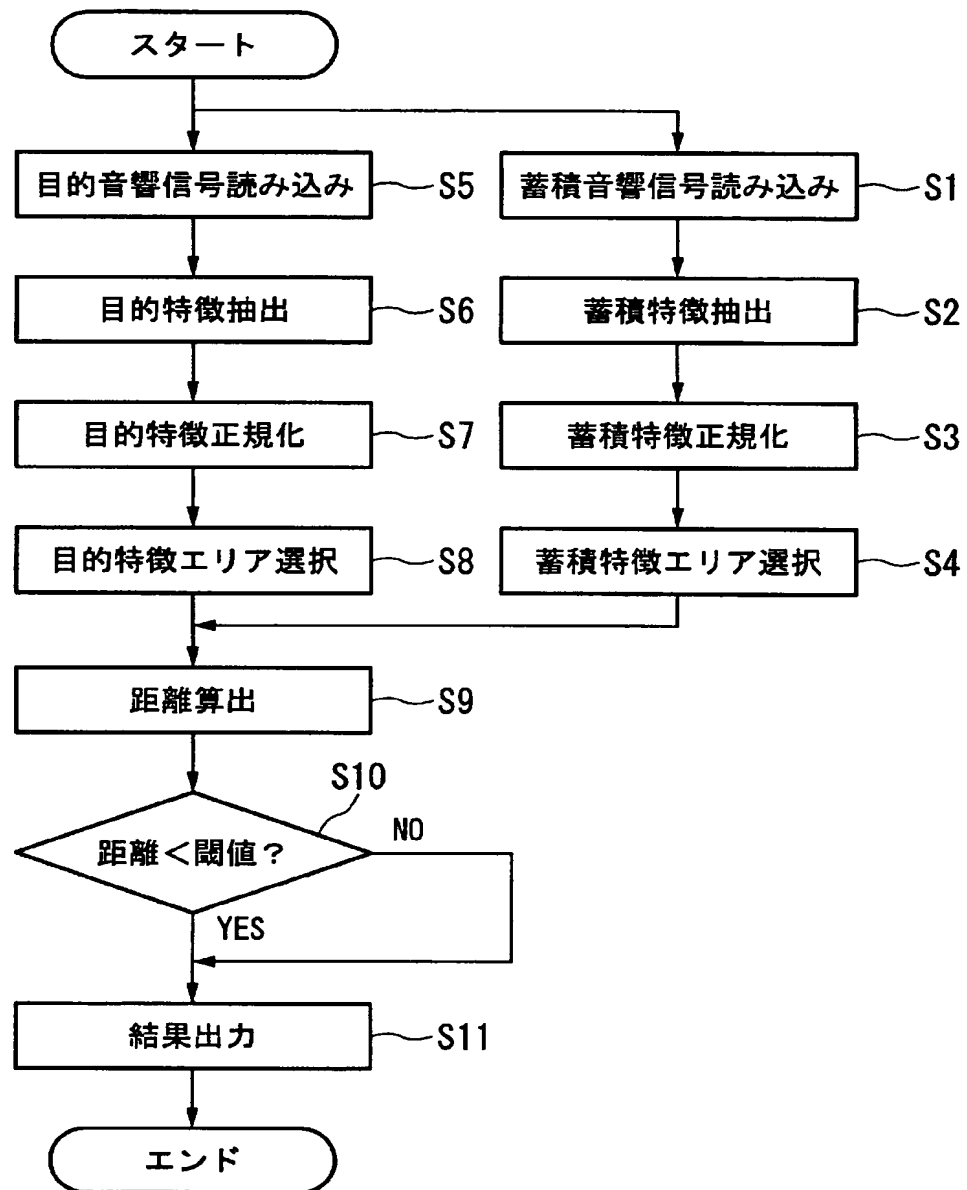 スタート
目的音響信号読み込み S5
蓄積音響信号読み込み S1
目的特徴抽出 S6
蓄積特徴抽出 S2
目的特徴正規化 S7
蓄積特徴正規化 S3
目的特徴エリア選択 S8
蓄積特徴エリア選択 S4
距離算出 S9
S10
距離<閾値？
NO
YES
結果出力 S11
エンド